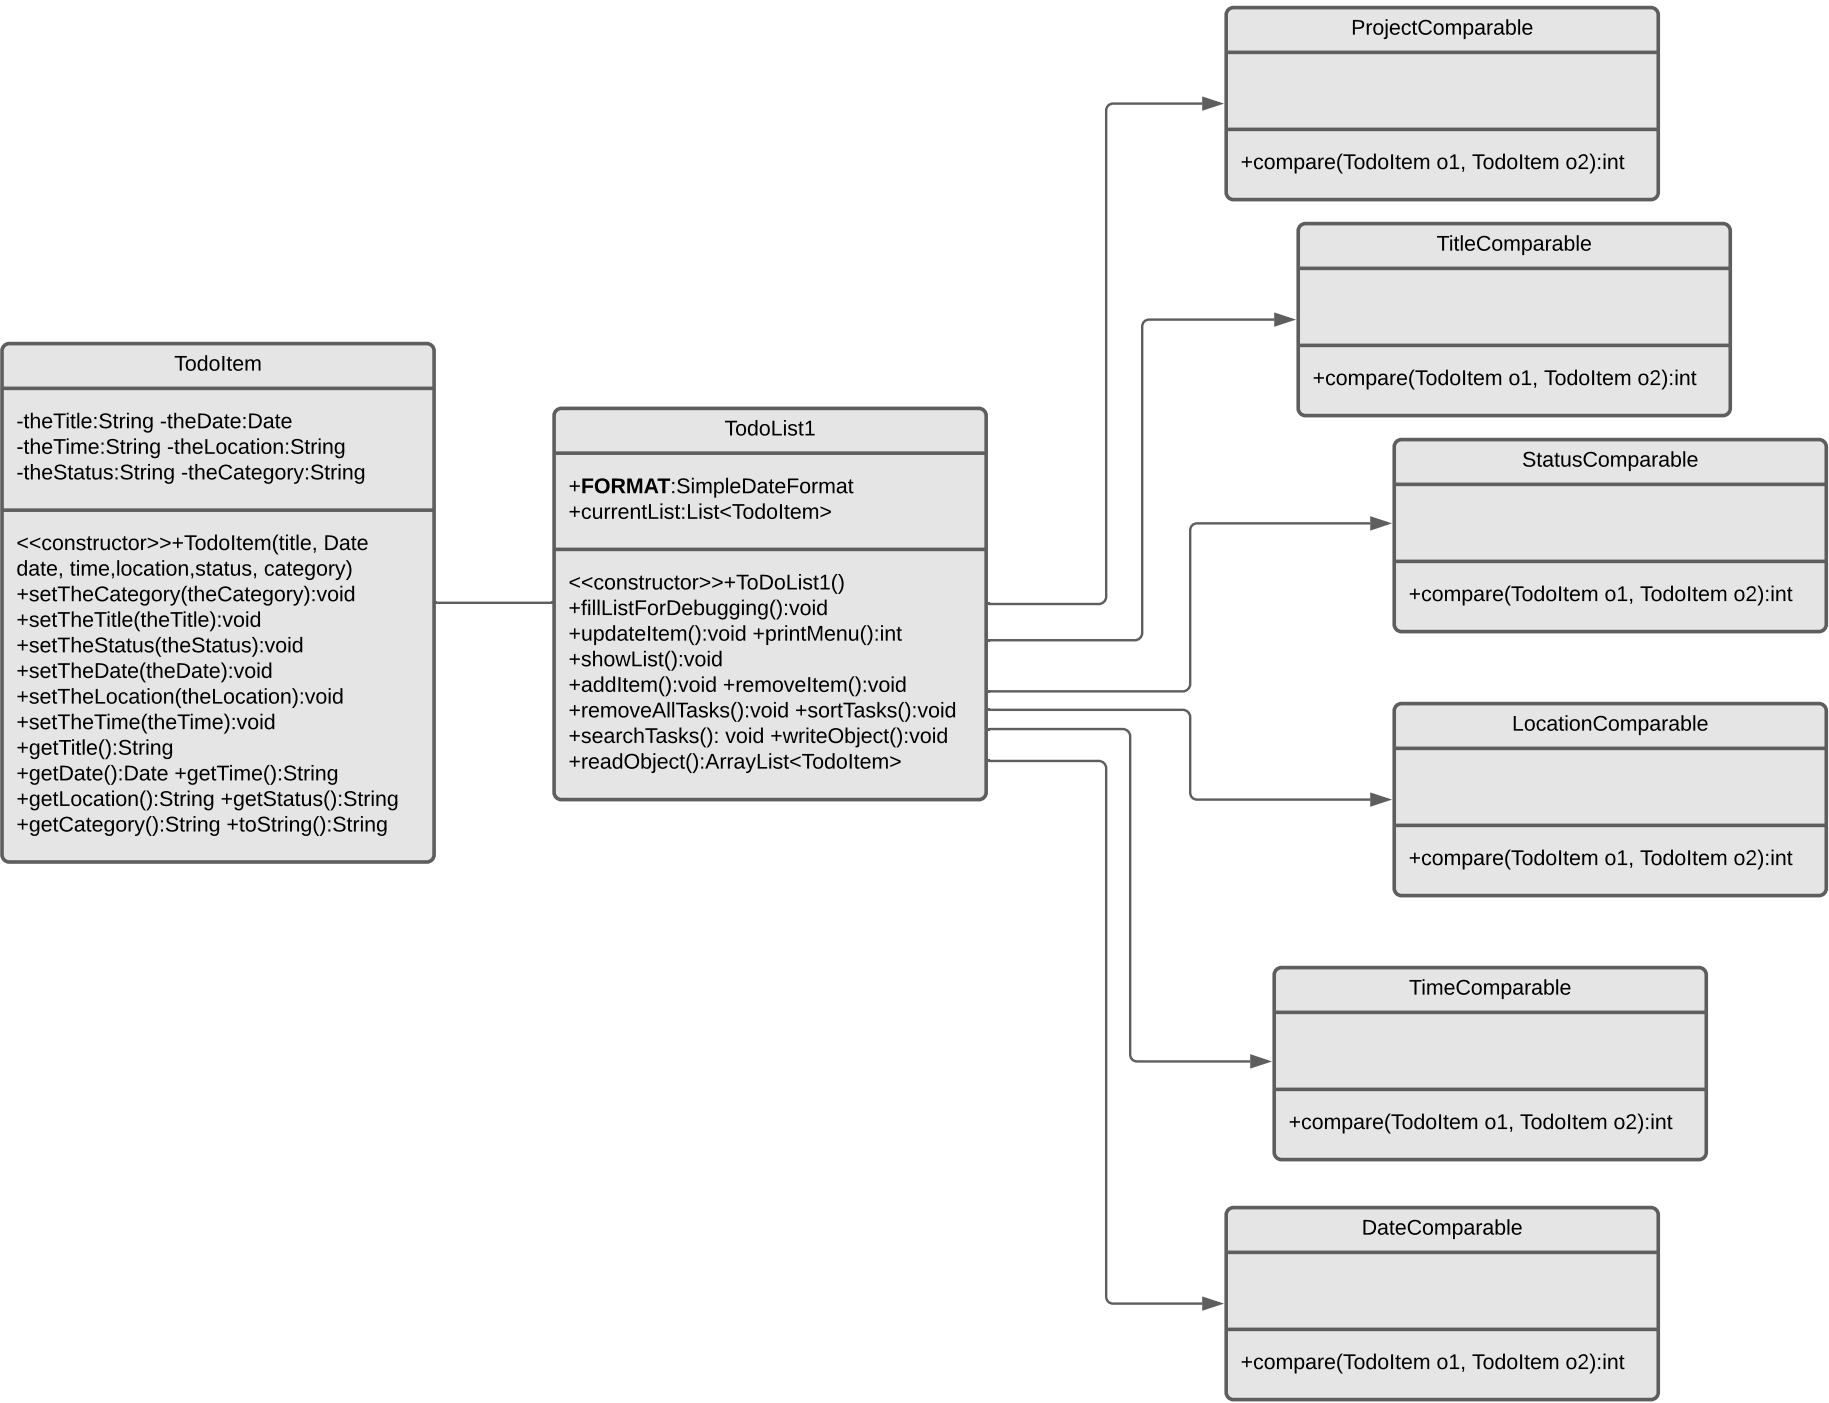 ProjectComparable
+compare(TodoItem o1, TodoItem o2):int
TitleComparable
+compare(TodoItem o1, TodoItem o2):int
TodoItem
-theTitle:String -theDate:Date
-theTime:String -theLocation:String
-theStatus:String -theCategory:String
<<constructor>>+TodoItem(title, Date
date, time,location,status, category)
+setTheCategory(theCategory):void
+setTheTitle(theTitle):void
+setTheStatus(theStatus):void
+setTheDate(theDate):void
+setTheLocation(theLocation):void
+setTheTime(theTime):void
+getTitle():String
+getDate():Date +getTime():String
+getLocation():String +getStatus():String
+getCategory():String +toString():String
TodoList1
+FORMAT:SimpleDateFormat
+currentList:List<TodoItem>
<<constructor>>+ToDoList1()
+fillListForDebugging():void
+updateItem():void +printMenu():int
+showList():void
+addItem():void +removeItem():void
+removeAllTasks():void +sortTasks():void
+searchTasks(): void +writeObject():void
+readObject():ArrayList<TodoItem>
StatusComparable
+compare(TodoItem o1, TodoItem o2):int
LocationComparable
+compare(TodoItem o1, TodoItem o2):int
TimeComparable
+compare(TodoItem o1, TodoItem o2):int
DateComparable
+compare(TodoItem o1, TodoItem o2):int